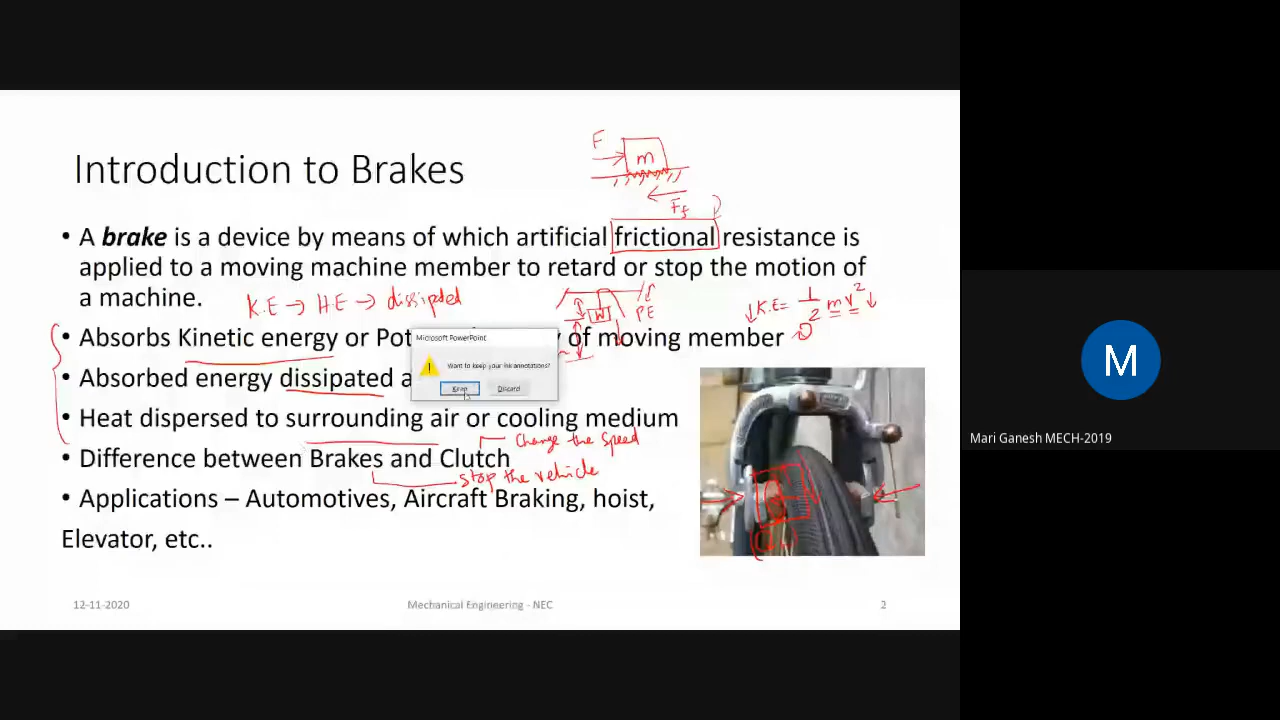 F
m
Introduction to Brakes
Ff
• A brake is a device by means of which artificial frictional resistance is
applied to a moving machine member to retard or stop the motion of
a machine.
K.E → H.E → dissipted
W
PE
↓K.E = 1/2 mv² ↓
0
• Absorbs Kinetic energy or Pot
of moving member
Microsoft PowerPoint
Want to keep your ink annotations?
Keep
Discard
• Absorbed energy dissipated a
• Heat dispersed to surrounding air or cooling medium
Change the speed
• Difference between Brakes and Clutch
stop the vehicle
• Applications – Automotives, Aircraft Braking, hoist,
Elevator, etc..
12-11-2020
Mechanical Engineering - NEC
2
M
Mari Ganesh MECH-2019